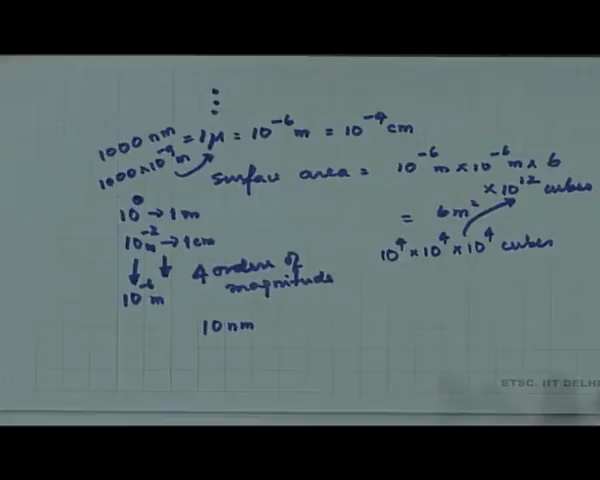 1000 nm = 1μ = 10⁻⁶ m = 10⁻⁴ cm
1000 × 10⁻⁹ m
surface area = 10⁻⁶ m × 10⁻⁶ m × 6
× 10¹² cubes
= 6 m²
10⁴ × 10⁴ × 10⁴ cubes
10⁰ → 1 m
10⁻² m → 1 cm
4 orders of
magnitude
10⁻⁶ m
10 nm
ETSC, IIT DELHI